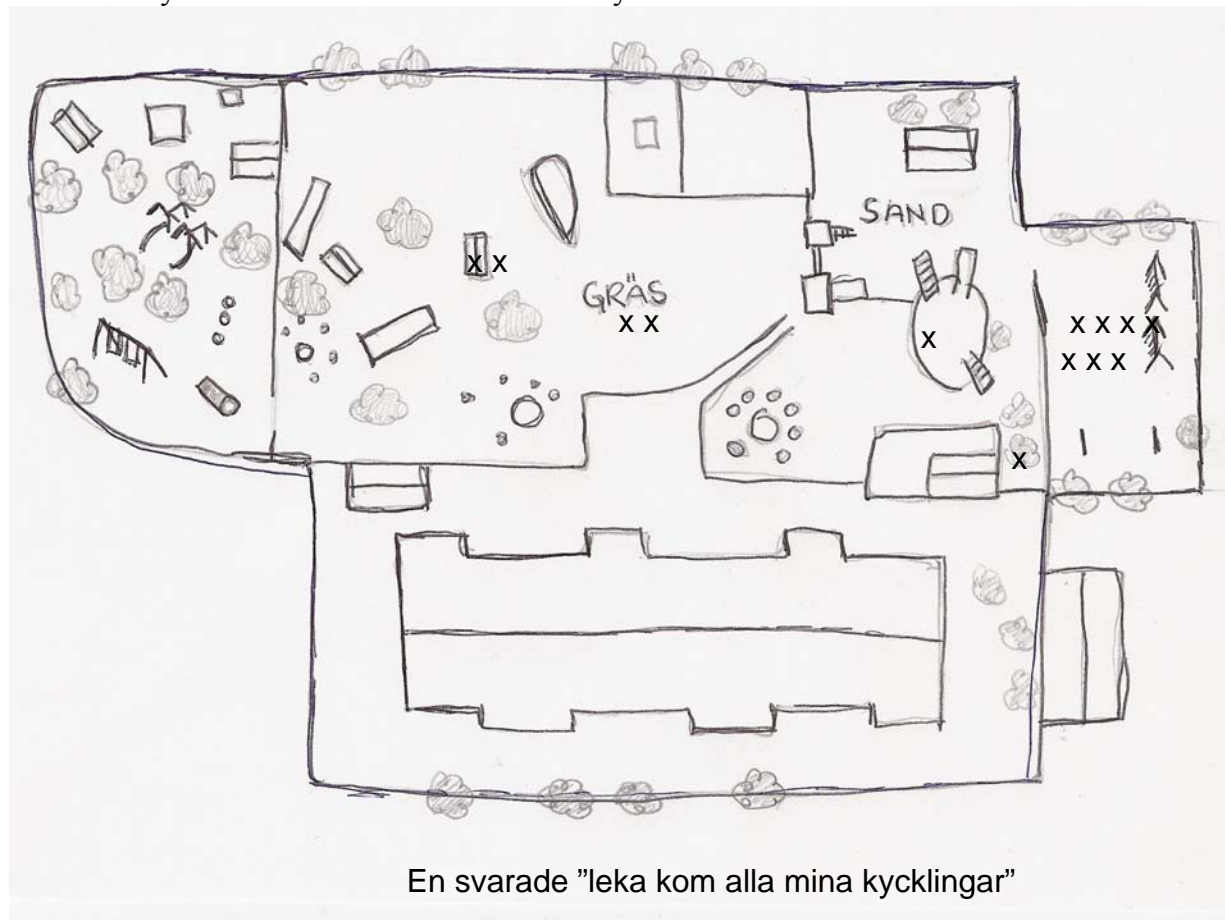 SAND
x x
GRÄS
x x
x
x x x x
x x x
x
En svarade ”leka kom alla mina kycklingar”